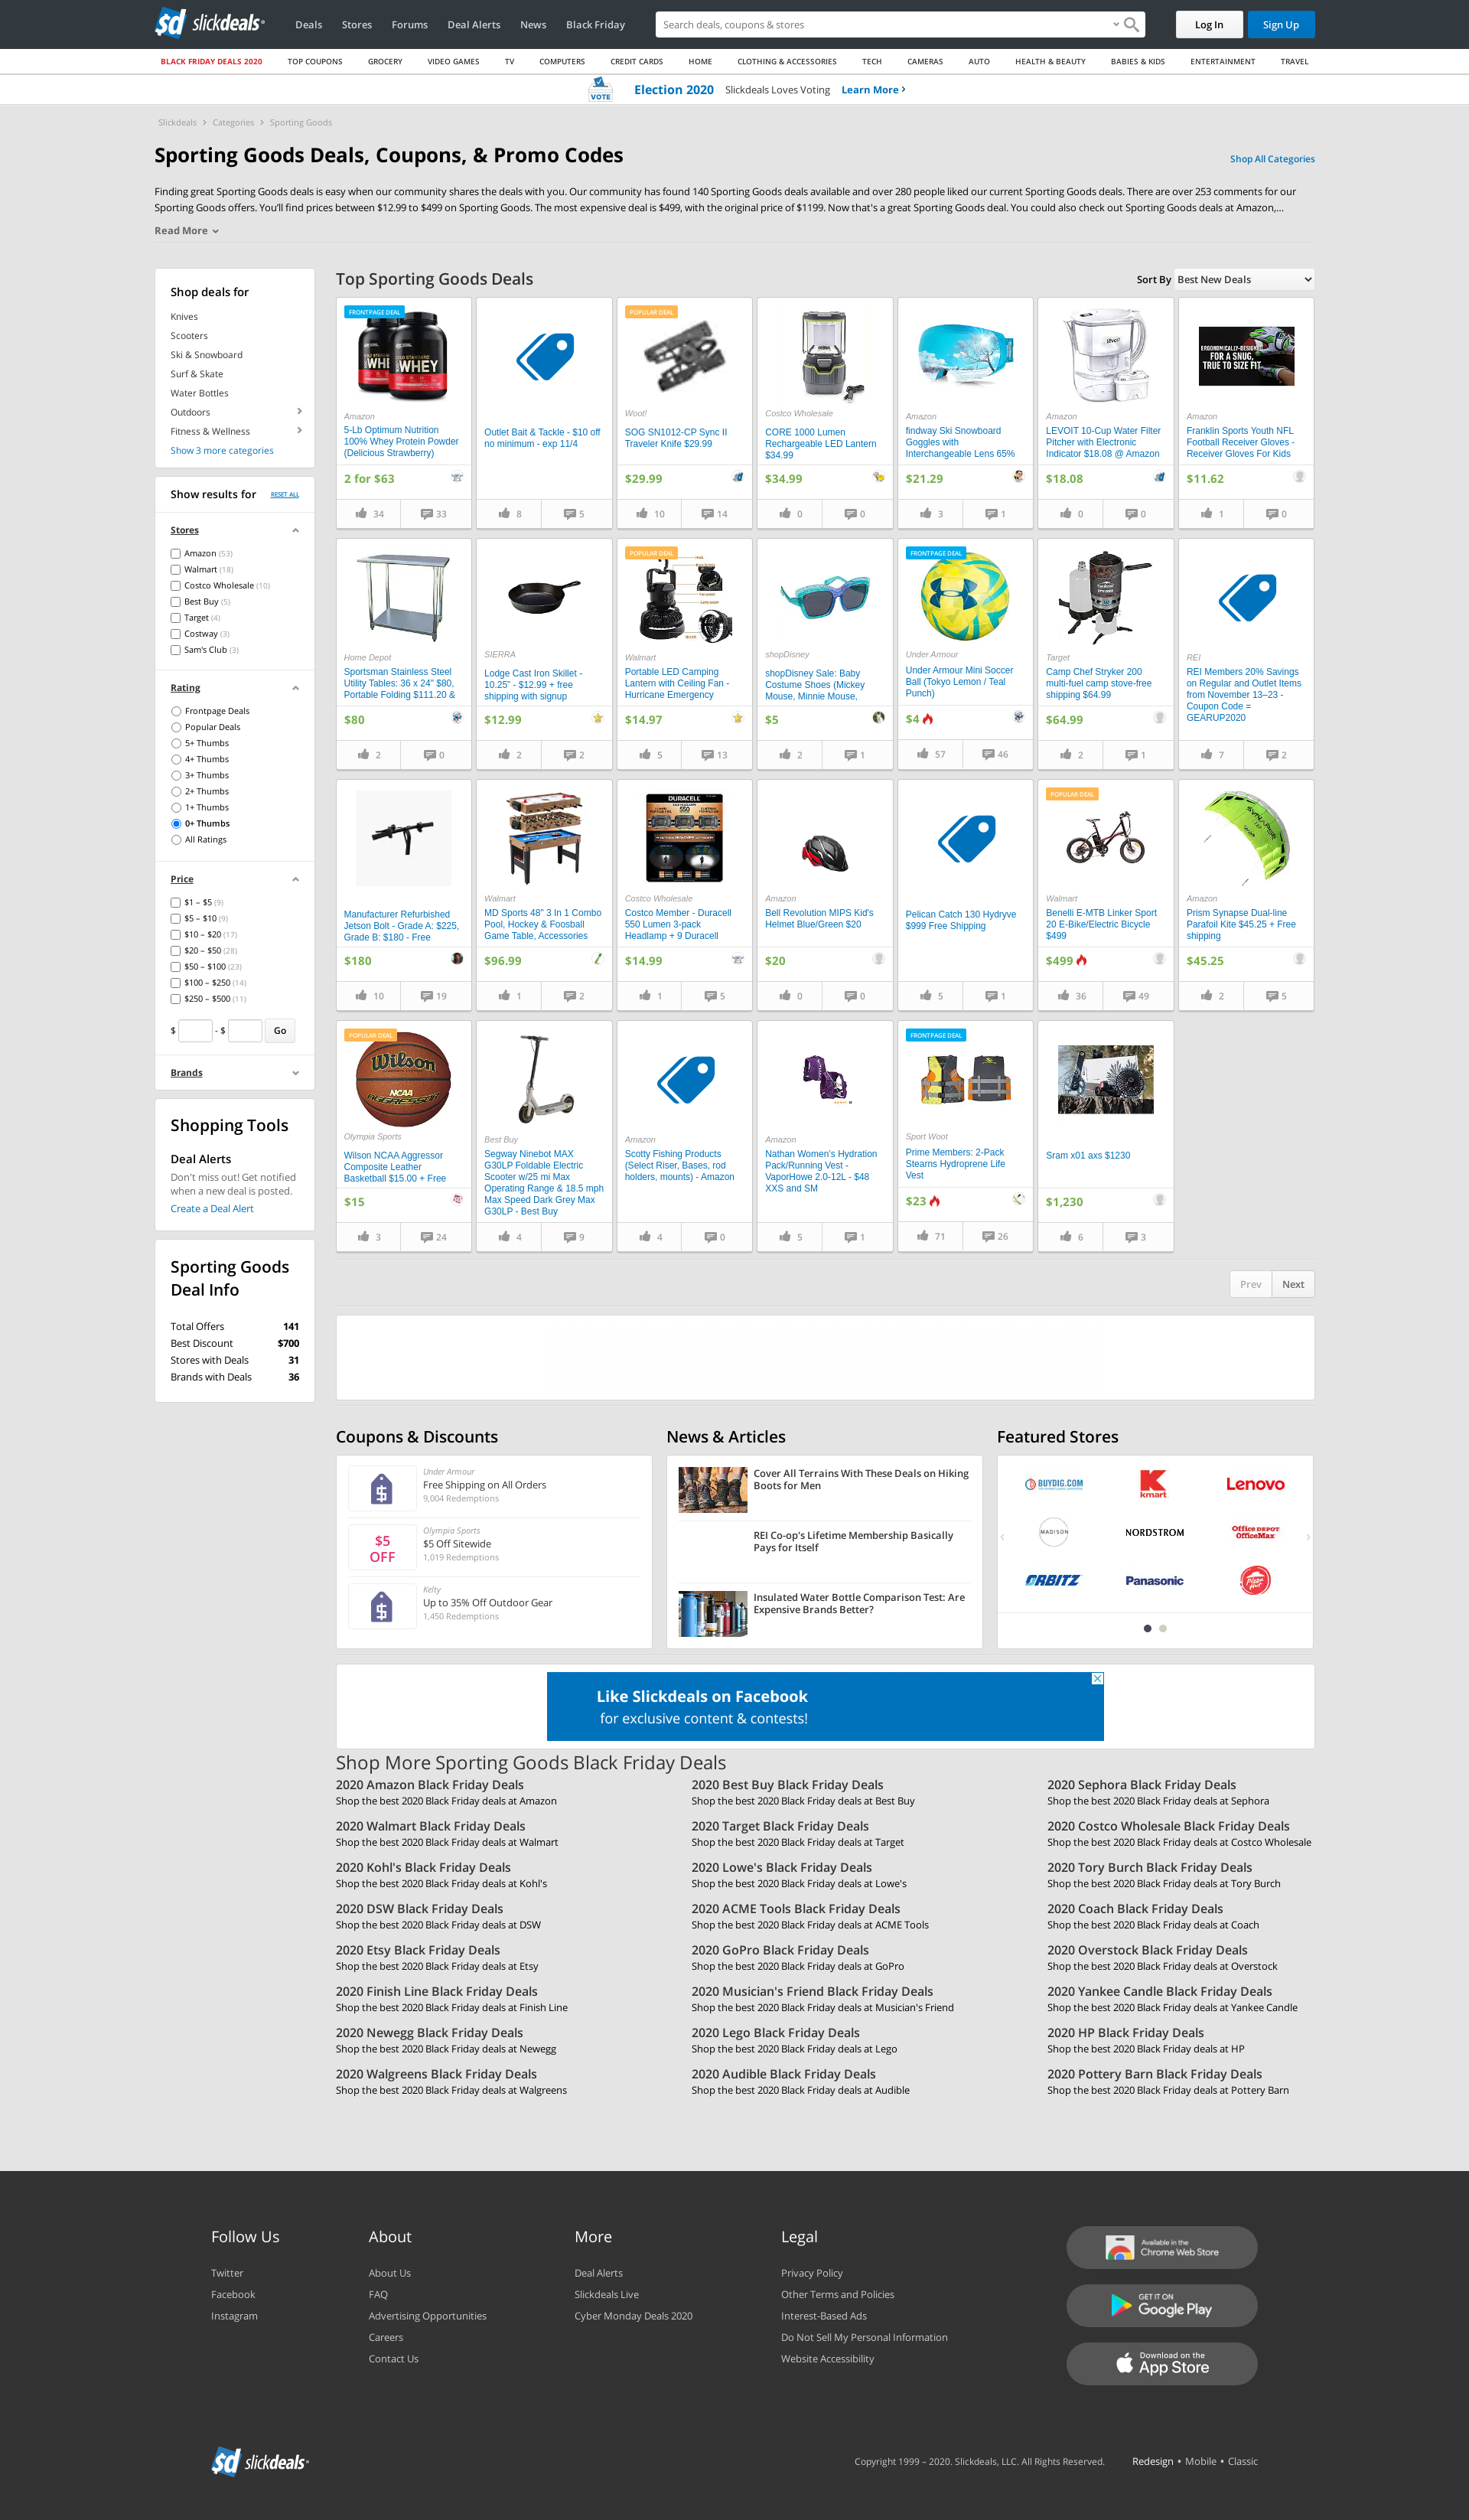 sd slickdeals
Deals Stores Forums Deal Alerts News Black Friday
Search deals, coupons & stores
Log In Sign Up
BLACK FRIDAY DEALS 2020 TOP COUPONS GROCERY VIDEO GAMES TV COMPUTERS CREDIT CARDS HOME CLOTHING & ACCESSORIES TECH CAMERAS AUTO HEALTH & BEAUTY BABIES & KIDS ENTERTAINMENT TRAVEL
VOTE Election 2020 Slickdeals Loves Voting Learn More
Slickdeals Categories Sporting Goods
Sporting Goods Deals, Coupons, & Promo Codes
Shop All Categories
Finding great Sporting Goods deals is easy when our community shares the deals with you. Our community has found 140 Sporting Goods deals available and over 280 people liked our current Sporting Goods deals. There are over 253 comments for our
Sporting Goods offers. You'll find prices between $12.99 to $499 on Sporting Goods. The most expensive deal is $499, with the original price of $1199. Now that's a great Sporting Goods deal. You could also check out Sporting Goods deals at Amazon,...
Read More
Shop deals for
Knives
Scooters
Ski & Snowboard
Surf & Skate
Water Bottles
Outdoors
Fitness & Wellness
Show 3 more categories
Show results for RESET ALL
Stores
Amazon (53)
Walmart (18)
Costco Wholesale (10)
Best Buy (5)
Target (4)
Costway (3)
Sam's Club (3)
Rating
Frontpage Deals
Popular Deals
5+ Thumbs
4+ Thumbs
3+ Thumbs
2+ Thumbs
1+ Thumbs
0+ Thumbs
All Ratings
Price
$1 – $5 (9)
$5 – $10 (9)
$10 – $20 (17)
$20 – $50 (28)
$50 – $100 (23)
$100 – $250 (14)
$250 – $500 (11)
$ - $ Go
Brands
Shopping Tools
Deal Alerts
Don't miss out! Get notified
when a new deal is posted.
Create a Deal Alert
Sporting Goods
Deal Info
Total Offers 141
Best Discount $700
Stores with Deals 31
Brands with Deals 36
Top Sporting Goods Deals
Sort By Best New Deals
FRONTPAGE DEAL
WHEY WHEY
Amazon
5-Lb Optimum Nutrition
100% Whey Protein Powder
(Delicious Strawberry)
2 for $63
34 33
Outlet Bait & Tackle - $10 off
no minimum - exp 11/4
8 5
POPULAR DEAL
Woot!
SOG SN1012-CP Sync II
Traveler Knife $29.99
$29.99
10 14
Costco Wholesale
CORE 1000 Lumen
Rechargeable LED Lantern
$34.99
$34.99
0 0
Amazon
findway Ski Snowboard
Goggles with
Interchangeable Lens 65%
$21.29
3 1
Amazon
LEVOIT 10-Cup Water Filter
Pitcher with Electronic
Indicator $18.08 @ Amazon
$18.08
0 0
ERGONOMICALLY-DESIGNED
FOR A SNUG,
TRUE TO SIZE FIT
Amazon
Franklin Sports Youth NFL
Football Receiver Gloves -
Receiver Gloves For Kids
$11.62
1 0
Home Depot
Sportsman Stainless Steel
Utility Tables: 36 x 24" $80,
Portable Folding $111.20 &
$80
2 0
SIERRA
Lodge Cast Iron Skillet -
10.25" - $12.99 + free
shipping with signup
$12.99
2 2
POPULAR DEAL
Walmart
Portable LED Camping
Lantern with Ceiling Fan -
Hurricane Emergency
$14.97
5 13
shopDisney
shopDisney Sale: Baby
Costume Shoes (Mickey
Mouse, Minnie Mouse,
$5
2 1
FRONTPAGE DEAL
Under Armour
Under Armour Mini Soccer
Ball (Tokyo Lemon / Teal
Punch)
$4
57 46
Target
Camp Chef Stryker 200
multi-fuel camp stove-free
shipping $64.99
$64.99
2 1
REI
REI Members 20% Savings
on Regular and Outlet Items
from November 13–23 -
Coupon Code =
GEARUP2020
7 2
Manufacturer Refurbished
Jetson Bolt - Grade A: $225,
Grade B: $180 - Free
$180
10 19
Walmart
MD Sports 48" 3 In 1 Combo
Pool, Hockey & Foosball
Game Table, Accessories
$96.99
1 2
DURACELL
550
Costco Wholesale
Costco Member - Duracell
550 Lumen 3-pack
Headlamp + 9 Duracell
$14.99
1 5
Amazon
Bell Revolution MIPS Kid's
Helmet Blue/Green $20
$20
0 0
Pelican Catch 130 Hydryve
$999 Free Shipping
5 1
POPULAR DEAL
Walmart
Benelli E-MTB Linker Sport
20 E-Bike/Electric Bicycle
$499
$499
36 49
Amazon
Prism Synapse Dual-line
Parafoil Kite $45.25 + Free
shipping
$45.25
2 5
POPULAR DEAL
Wilson
NCAA
AGGRESSOR
Olympia Sports
Wilson NCAA Aggressor
Composite Leather
Basketball $15.00 + Free
$15
3 24
Best Buy
Segway Ninebot MAX
G30LP Foldable Electric
Scooter w/25 mi Max
Operating Range & 18.5 mph
Max Speed Dark Grey Max
G30LP - Best Buy
4 9
Amazon
Scotty Fishing Products
(Select Riser, Bases, rod
holders, mounts) - Amazon
4 0
Amazon
Nathan Women's Hydration
Pack/Running Vest -
VaporHowe 2.0-12L - $48
XXS and SM
5 1
FRONTPAGE DEAL
Sport Woot
Prime Members: 2-Pack
Stearns Hydroprene Life
Vest
$23
71 26
Sram x01 axs $1230
$1,230
6 3
Prev Next
Coupons & Discounts
Under Armour
Free Shipping on All Orders
9,004 Redemptions
$5
OFF
Olympia Sports
$5 Off Sitewide
1,019 Redemptions
Kelty
Up to 35% Off Outdoor Gear
1,450 Redemptions
News & Articles
Cover All Terrains With These Deals on Hiking
Boots for Men
REI Co-op's Lifetime Membership Basically
Pays for Itself
Insulated Water Bottle Comparison Test: Are
Expensive Brands Better?
Featured Stores
BUYDIG.COM kmart Lenovo
MADISON NORDSTROM Office DEPOT OfficeMax
ORBITZ Panasonic Pizza Hut
Like Slickdeals on Facebook
for exclusive content & contests!
Shop More Sporting Goods Black Friday Deals
2020 Amazon Black Friday Deals
Shop the best 2020 Black Friday deals at Amazon
2020 Best Buy Black Friday Deals
Shop the best 2020 Black Friday deals at Best Buy
2020 Sephora Black Friday Deals
Shop the best 2020 Black Friday deals at Sephora
2020 Walmart Black Friday Deals
Shop the best 2020 Black Friday deals at Walmart
2020 Target Black Friday Deals
Shop the best 2020 Black Friday deals at Target
2020 Costco Wholesale Black Friday Deals
Shop the best 2020 Black Friday deals at Costco Wholesale
2020 Kohl's Black Friday Deals
Shop the best 2020 Black Friday deals at Kohl's
2020 Lowe's Black Friday Deals
Shop the best 2020 Black Friday deals at Lowe's
2020 Tory Burch Black Friday Deals
Shop the best 2020 Black Friday deals at Tory Burch
2020 DSW Black Friday Deals
Shop the best 2020 Black Friday deals at DSW
2020 ACME Tools Black Friday Deals
Shop the best 2020 Black Friday deals at ACME Tools
2020 Coach Black Friday Deals
Shop the best 2020 Black Friday deals at Coach
2020 Etsy Black Friday Deals
Shop the best 2020 Black Friday deals at Etsy
2020 GoPro Black Friday Deals
Shop the best 2020 Black Friday deals at GoPro
2020 Overstock Black Friday Deals
Shop the best 2020 Black Friday deals at Overstock
2020 Finish Line Black Friday Deals
Shop the best 2020 Black Friday deals at Finish Line
2020 Musician's Friend Black Friday Deals
Shop the best 2020 Black Friday deals at Musician's Friend
2020 Yankee Candle Black Friday Deals
Shop the best 2020 Black Friday deals at Yankee Candle
2020 Newegg Black Friday Deals
Shop the best 2020 Black Friday deals at Newegg
2020 Lego Black Friday Deals
Shop the best 2020 Black Friday deals at Lego
2020 HP Black Friday Deals
Shop the best 2020 Black Friday deals at HP
2020 Walgreens Black Friday Deals
Shop the best 2020 Black Friday deals at Walgreens
2020 Audible Black Friday Deals
Shop the best 2020 Black Friday deals at Audible
2020 Pottery Barn Black Friday Deals
Shop the best 2020 Black Friday deals at Pottery Barn
Follow Us
Twitter
Facebook
Instagram
About
About Us
FAQ
Advertising Opportunities
Careers
Contact Us
More
Deal Alerts
Slickdeals Live
Cyber Monday Deals 2020
Legal
Privacy Policy
Other Terms and Policies
Interest-Based Ads
Do Not Sell My Personal Information
Website Accessibility
Available in the
Chrome Web Store
GET IT ON
Google Play
Download on the
App Store
sd slickdeals
Copyright 1999 – 2020. Slickdeals, LLC. All Rights Reserved. Redesign • Mobile • Classic